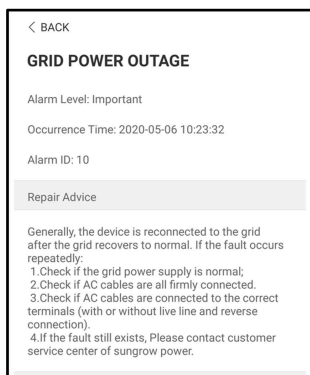 < BACK
GRID POWER OUTAGE
Alarm Level: Important
Occurrence Time: 2020-05-06 10:23:32
Alarm ID: 10
Repair Advice
Generally, the device is reconnected to the grid
after the grid recovers to normal. If the fault occurs
repeatedly:
1.Check if the grid power supply is normal;
2.Check if AC cables are all firmly connected.
3.Check if AC cables are connected to the correct
terminals (with or without live line and reverse
connection).
4.If the fault still exists, Please contact customer
service center of sungrow power.